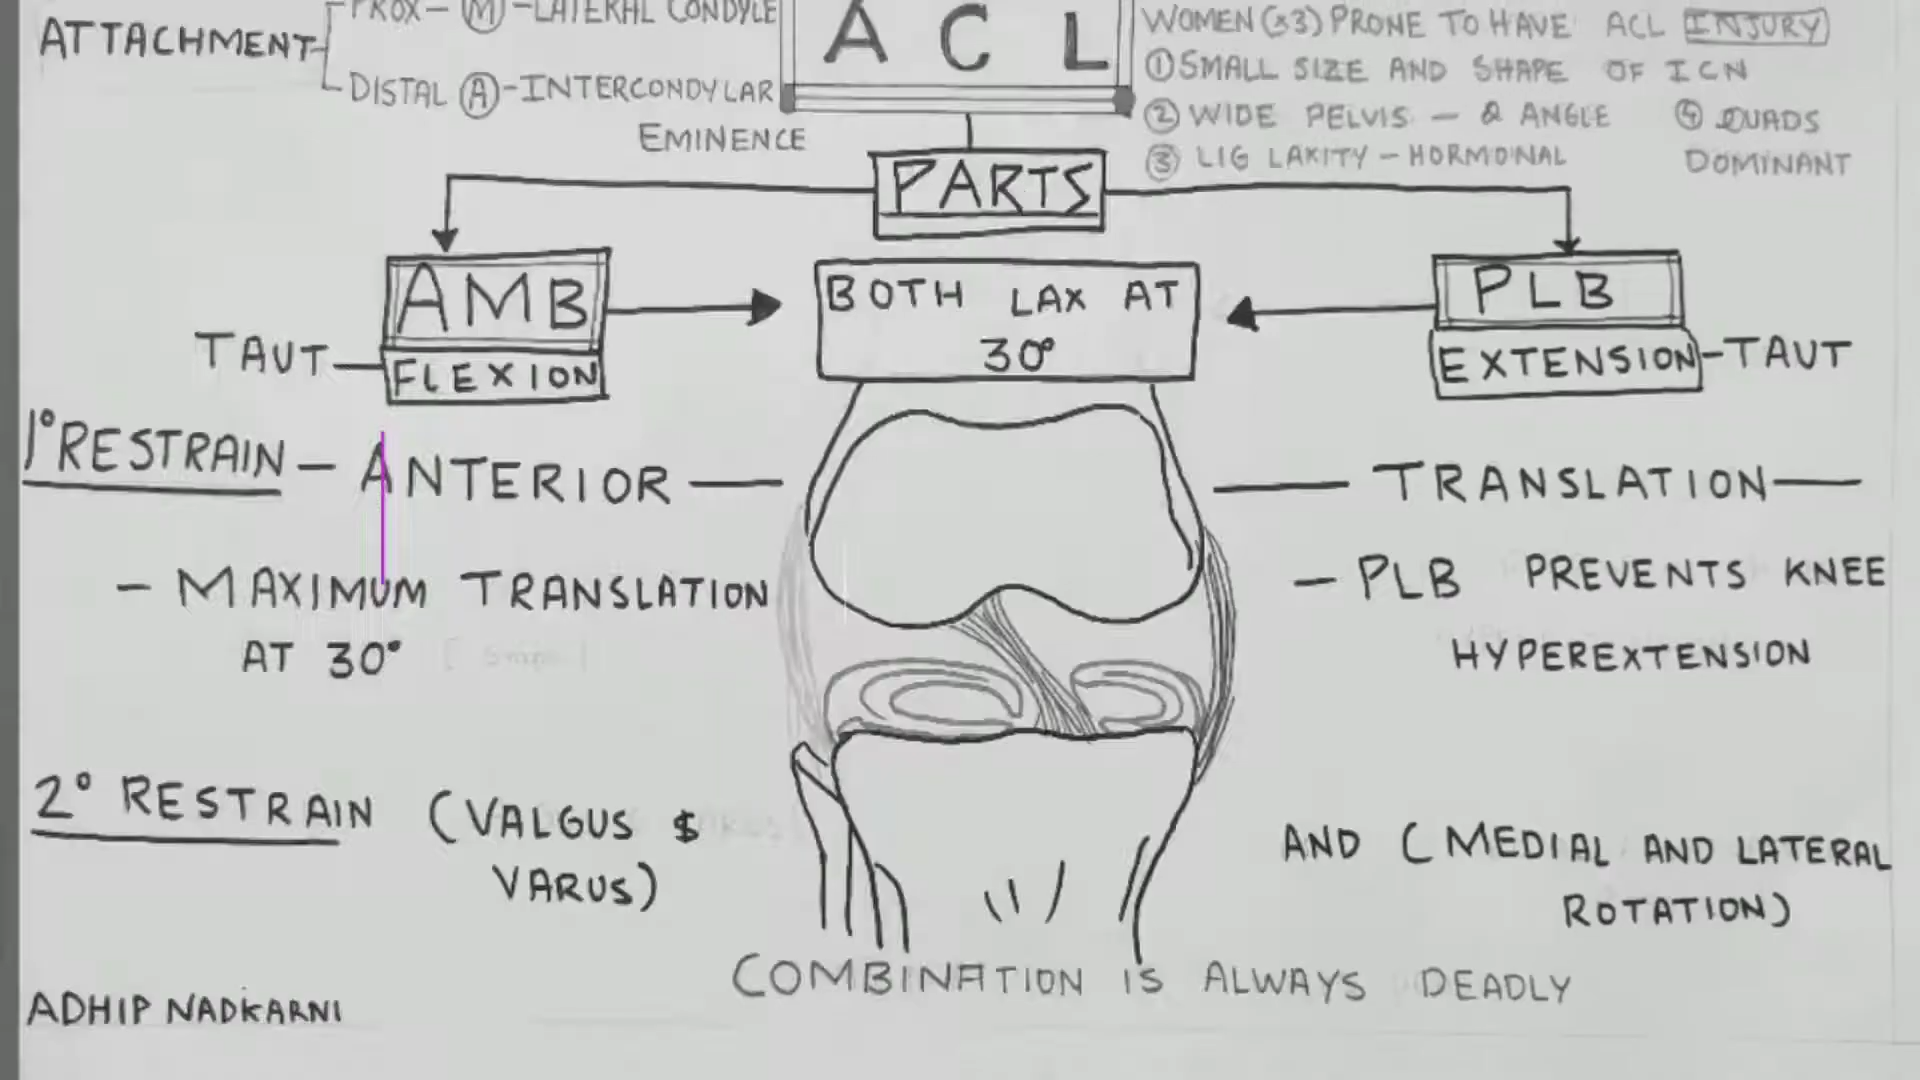 ATTACHMENT
PROX - (M) - LATERAL CONDYLE
DISTAL (A) - INTERCONDYLAR
EMINENCE
ACL
WOMEN (×3) PRONE TO HAVE ACL INJURY
① SMALL SIZE AND SHAPE OF ICN
② WIDE PELVIS - Q ANGLE
③ LIG LAXITY - HORMONAL
④ QUADS
DOMINANT
PARTS
AMB
TAUT - FLEXION
BOTH LAX AT
30°
PLB
EXTENSION - TAUT
1° RESTRAIN - ANTERIOR — — TRANSLATION —
- MAXIMUM TRANSLATION
AT 30°
- PLB PREVENTS KNEE
HYPEREXTENSION
2° RESTRAIN (VALGUS $
VARUS)
AND (MEDIAL AND LATERAL
ROTATION)
COMBINATION IS ALWAYS DEADLY
ADHIP NADKARNI